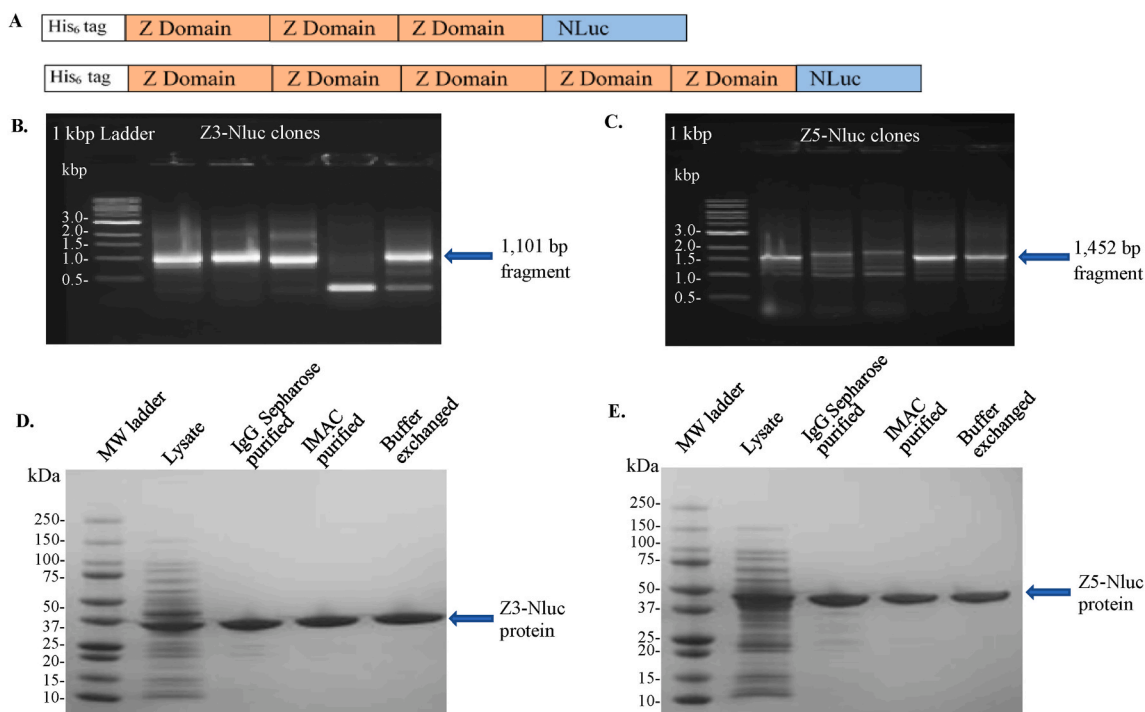 A
His₆ tag Z Domain Z Domain Z Domain NLuc
His₆ tag Z Domain Z Domain Z Domain Z Domain Z Domain NLuc
B.
1 kbp Ladder Z3-Nluc clones
kbp
3.0-
2.0-
1.5-
1.0-
0.5-
1,101 bp
fragment
C.
1 kbp Z5-Nluc clones
kbp
3.0-
2.0-
1.5-
1.0-
0.5-
1,452 bp
fragment
D.
MW ladder
Lysate
IgG Sepharose
purified
IMAC
purified
Buffer
exchanged
kDa
250-
150-
100-
75-
50-
37-
25-
20-
15-
10-
Z3-Nluc
protein
E.
MW ladder
Lysate
IgG Sepharose
purified
IMAC
purified
Buffer
exchanged
kDa
250-
150-
100-
75-
50-
37-
25-
20-
15-
10-
Z5-Nluc
protein